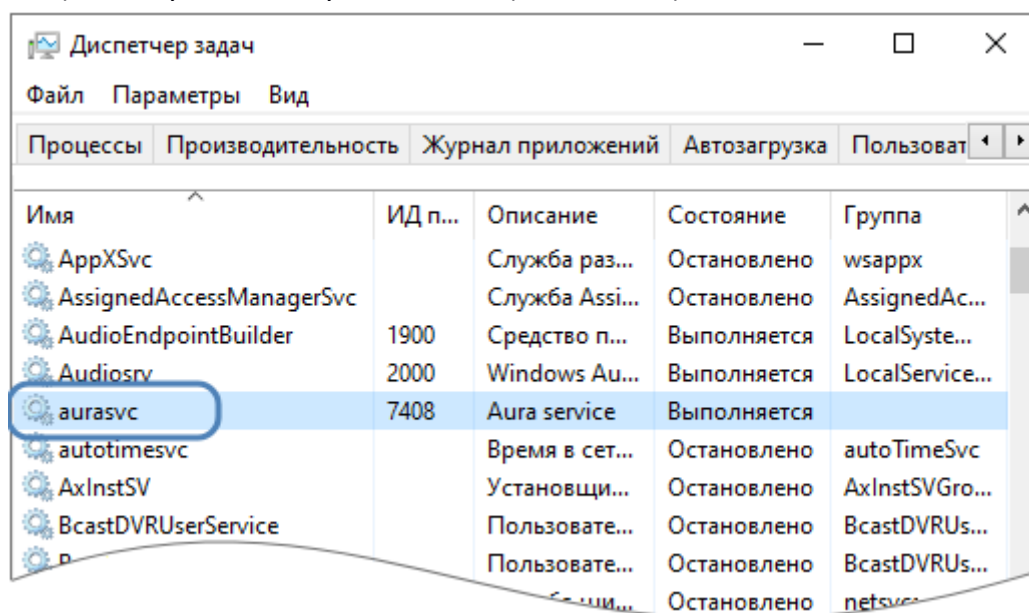 Диспетчер задач
Файл Параметры Вид
Процессы Производительность Журнал приложений Автозагрузка Пользоват
Имя ИД п... Описание Состояние Группа
AppXSvc Служба раз... Остановлено wsappx
AssignedAccessManagerSvc Служба Assi... Остановлено AssignedAc...
AudioEndpointBuilder 1900 Средство п... Выполняется LocalSyste...
Audiosrv 2000 Windows Au... Выполняется LocalService...
aurasvc 7408 Aura service Выполняется
autotimesvc Время в сет... Остановлено autoTimeSvc
AxInstSV Установщи... Остановлено AxInstSVGro...
BcastDVRUserService Пользовате... Остановлено BcastDVRUs...
Пользовате... Остановлено BcastDVRUs...
Остановлено